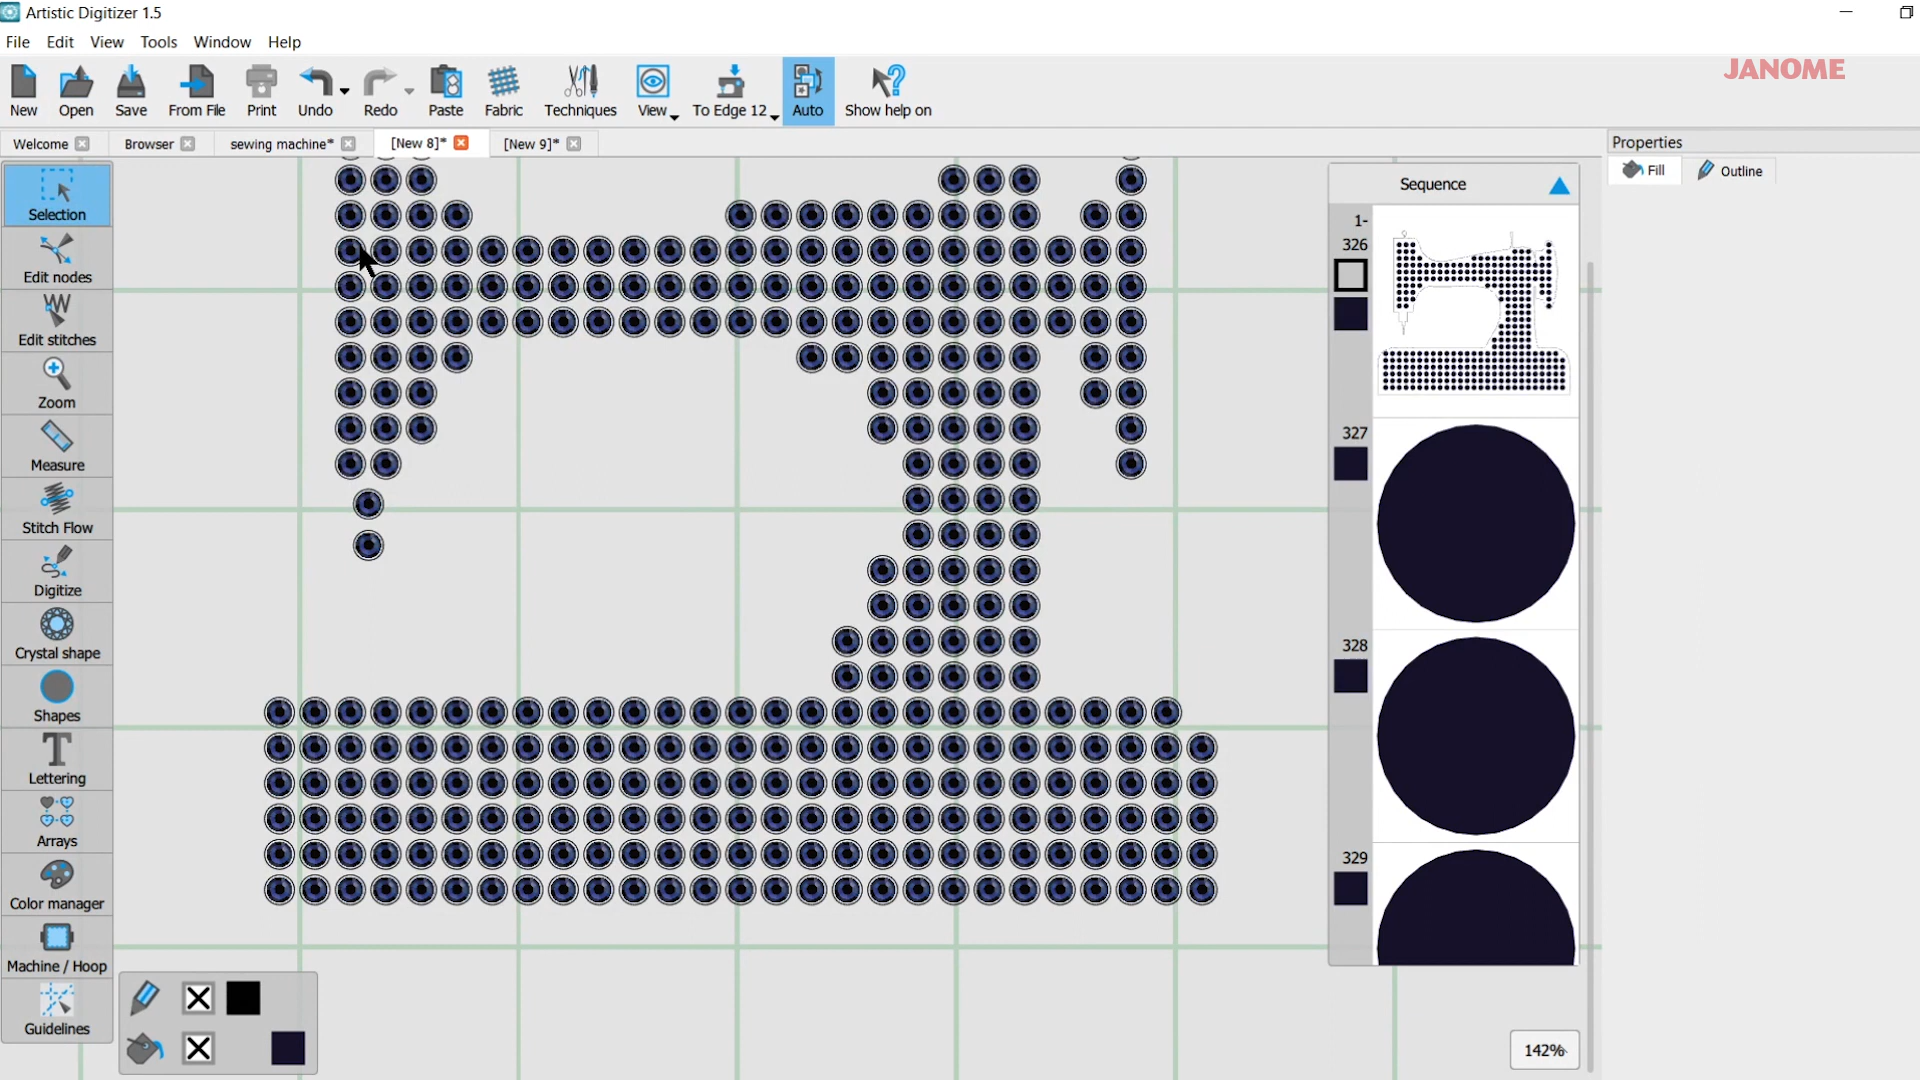 Artistic Digitizer 1.5
File Edit View Tools Window Help
JANOME
New Open Save From File Print Undo Redo Paste Fabric Techniques View To Edge 12 Auto Show help on
Welcome Browser sewing machine* [New 8]* [New 9]*
Properties
Fill Outline
Selection
Edit nodes
Edit stitches
Zoom
Measure
Stitch Flow
Digitize
Crystal shape
Shapes
Lettering
Arrays
Color manager
Machine / Hoop
Guidelines
Sequence
1-
326
327
328
329
142%